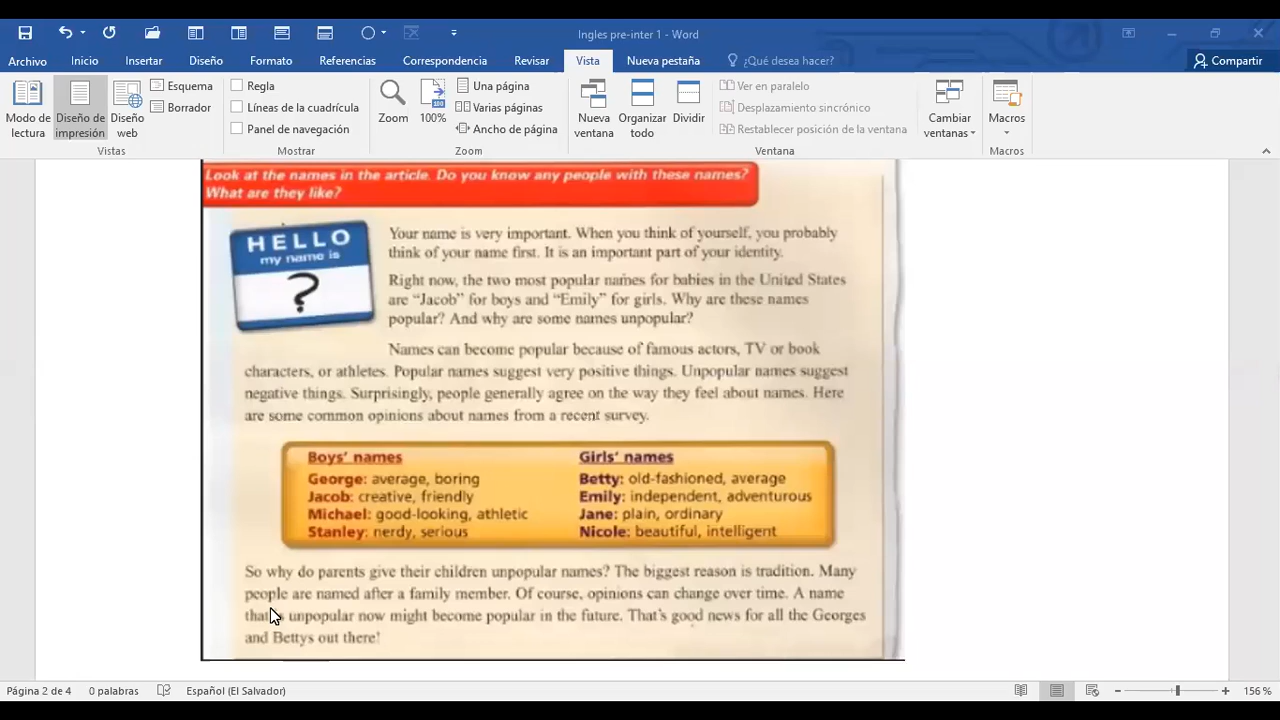 Ingles pre-inter 1 - Word
Archivo Inicio Insertar Diseño Formato Referencias Correspondencia Revisar Vista Nueva pestaña ¿Qué desea hacer? Compartir
Modo de lectura
Diseño de impresión
Diseño web
Esquema
Borrador
Vistas
Regla
Líneas de la cuadrícula
Panel de navegación
Mostrar
Zoom
100%
Una página
Varias páginas
Ancho de página
Zoom
Nueva ventana
Organizar todo
Dividir
Ver en paralelo
Desplazamiento sincrónico
Restablecer posición de la ventana
Ventana
Cambiar ventanas
Macros
Macros
Look at the names in the article. Do you know any people with these names?
What are they like?
HELLO
my name is
?
Your name is very important. When you think of yourself, you probably
think of your name first. It is an important part of your identity.
Right now, the two most popular names for babies in the United States
are “Jacob” for boys and “Emily” for girls. Why are these names
popular? And why are some names unpopular?
Names can become popular because of famous actors, TV or book
characters, or athletes. Popular names suggest very positive things. Unpopular names suggest
negative things. Surprisingly, people generally agree on the way they feel about names. Here
are some common opinions about names from a recent survey.
Boys’ names
George: average, boring
Jacob: creative, friendly
Michael: good-looking, athletic
Stanley: nerdy, serious
Girls’ names
Betty: old-fashioned, average
Emily: independent, adventurous
Jane: plain, ordinary
Nicole: beautiful, intelligent
So why do parents give their children unpopular names? The biggest reason is tradition. Many
people are named after a family member. Of course, opinions can change over time. A name
that's unpopular now might become popular in the future. That’s good news for all the Georges
and Bettys out there!
Página 2 de 4 0 palabras Español (El Salvador) 156 %